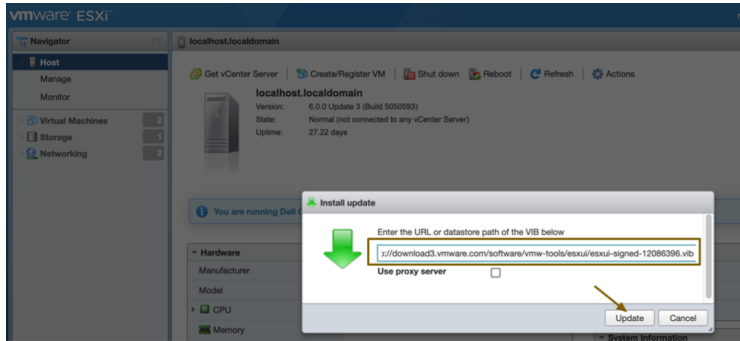 vmware ESXi™
Navigator
localhost.localdomain
Host
Manage
Monitor
Virtual Machines 2
Storage 1
Networking 2
Get vCenter Server | Create/Register VM | Shut down Reboot | Refresh | Actions
localhost.localdomain
Version: 6.0.0 Update 3 (Build 5050593)
State: Normal (not connected to any vCenter Server)
Uptime: 27.22 days
You are running Dell
Install update
Enter the URL or datastore path of the VIB below
://download3.vmware.com/software/vmw-tools/esxui/esxui-signed-12086396.vib
Use proxy server
Update Cancel
Hardware
Manufacturer
Model
CPU
Memory
System Information